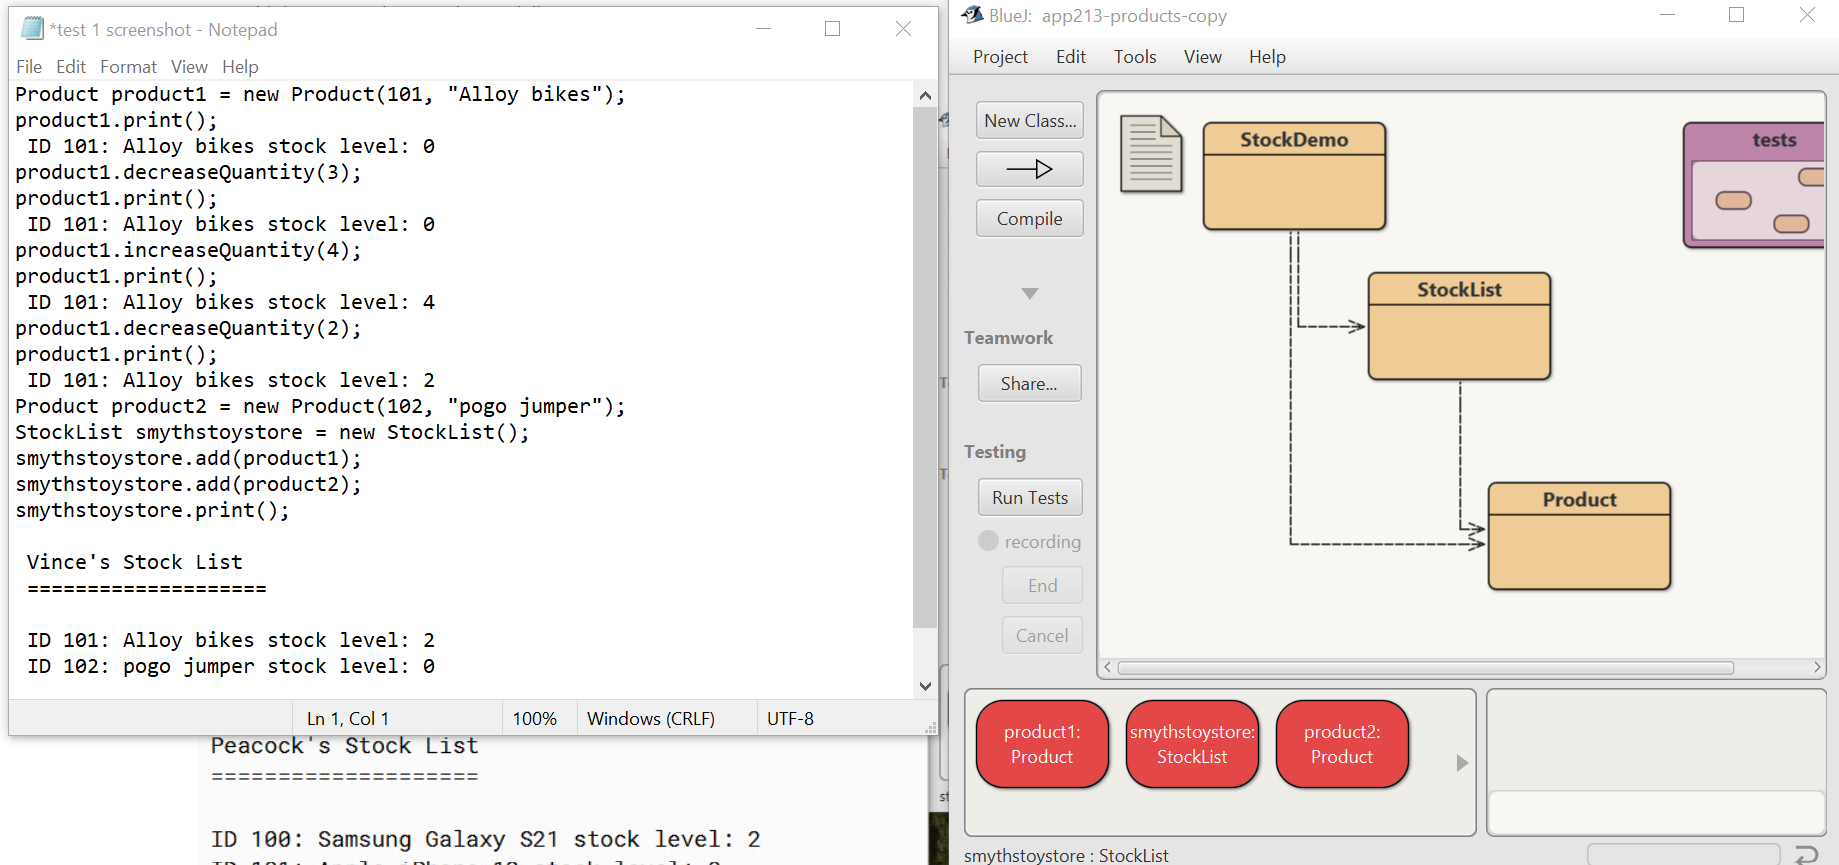 *test 1 screenshot - Notepad
File Edit Format View Help
Product product1 = new Product(101, "Alloy bikes");
product1.print();
ID 101: Alloy bikes stock level: 0
product1.decreaseQuantity(3);
product1.print();
ID 101: Alloy bikes stock level: 0
product1.increaseQuantity(4);
product1.print();
ID 101: Alloy bikes stock level: 4
product1.decreaseQuantity(2);
product1.print();
ID 101: Alloy bikes stock level: 2
Product product2 = new Product(102, "pogo jumper");
StockList smythstoystore = new StockList();
smythstoystore.add(product1);
smythstoystore.add(product2);
smythstoystore.print();
Vince's Stock List
====================
ID 101: Alloy bikes stock level: 2
ID 102: pogo jumper stock level: 0
Ln 1, Col 1 100% Windows (CRLF) UTF-8
Peacock's Stock List
====================
ID 100: Samsung Galaxy S21 stock level: 2
BlueJ: app213-products-copy
Project Edit Tools View Help
New Class...
Compile
Teamwork
Share...
Testing
Run Tests
recording
End
Cancel
StockDemo
tests
StockList
Product
product1:
Product
smythstoystore:
StockList
product2:
Product
smythstoystore : StockList